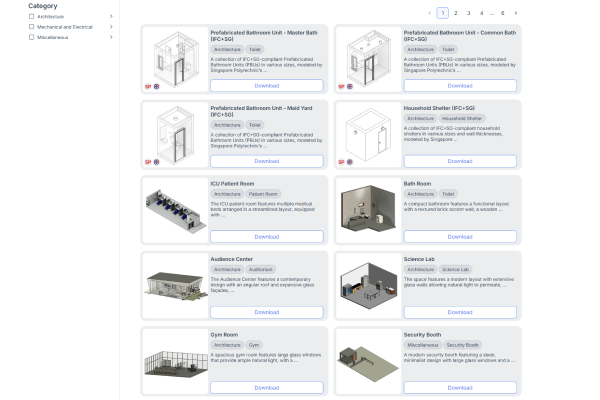 Category
Architecture
Mechanical and Electrical
Miscellaneous
1 2 3 4 ... 6
Prefabricated Bathroom Unit - Master Bath
(IFC+SG)
Architecture Toilet
A collection of IFC+SG-compliant Prefabricated
Bathroom Units (PBUs) in various sizes, modeled by
Singapore Polytechnic's ...
Download
SP
Prefabricated Bathroom Unit - Common Bath
(IFC+SG)
Architecture Toilet
A collection of IFC+SG-compliant Prefabricated
Bathroom Units (PBUs) in various sizes, modeled by
Singapore Polytechnic's ...
Download
SP
Prefabricated Bathroom Unit - Maid Yard
(IFC+SG)
Architecture Toilet
A collection of IFC+SG-compliant Prefabricated
Bathroom Units (PBUs) in various sizes, modeled by
Singapore Polytechnic's ...
Download
SP
Household Shelter (IFC+SG)
Architecture Household Shelter
A collection of IFC+SG-compliant household
shelters in various sizes and wall thicknesses,
modeled by Singapore ...
Download
SP
ICU Patient Room
Architecture Patient Room
The ICU patient room features multiple medical
beds arranged in a streamlined layout, equipped
with ...
Download
Bath Room
Architecture Toilet
A compact bathroom features a functional layout
with a textured brick accent wall, a wooden ...
Download
Audience Center
Architecture Auditorium
The Audience Center features a contemporary
design with an angular roof and expansive glass
façades, ...
Download
Science Lab
Architecture Science Lab
The space features a modern layout with extensive
glass walls allowing natural light to permeate, ...
Download
Gym Room
Architecture Gym
A spacious gym room features large glass windows
that provide ample natural light, with a ...
Download
Security Booth
Miscellaneous Security Booth
A modern security booth featuring a sleek,
minimalist design with large glass windows and a ...
Download